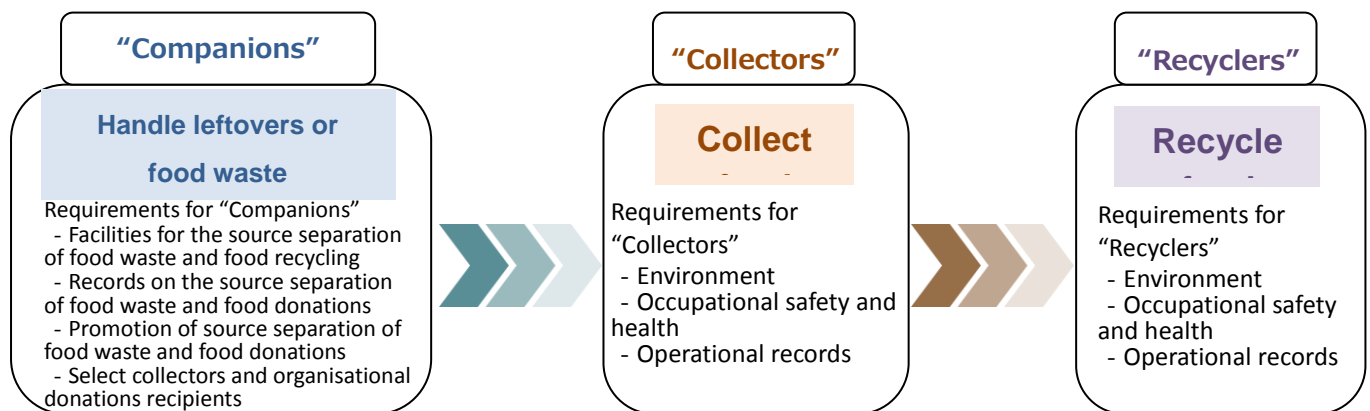 “Companions”
Handle leftovers or
food waste
Requirements for “Companions”
- Facilities for the source separation
of food waste and food recycling
- Records on the source separation
of food waste and food donations
- Promotion of source separation of
food waste and food donations
- Select collectors and organisational
donations recipients
“Collectors”
Collect
Requirements for
“Collectors”
- Environment
- Occupational safety and
health
- Operational records
“Recyclers”
Recycle
Requirements for
“Recyclers”
- Environment
- Occupational safety
and health
- Operational records